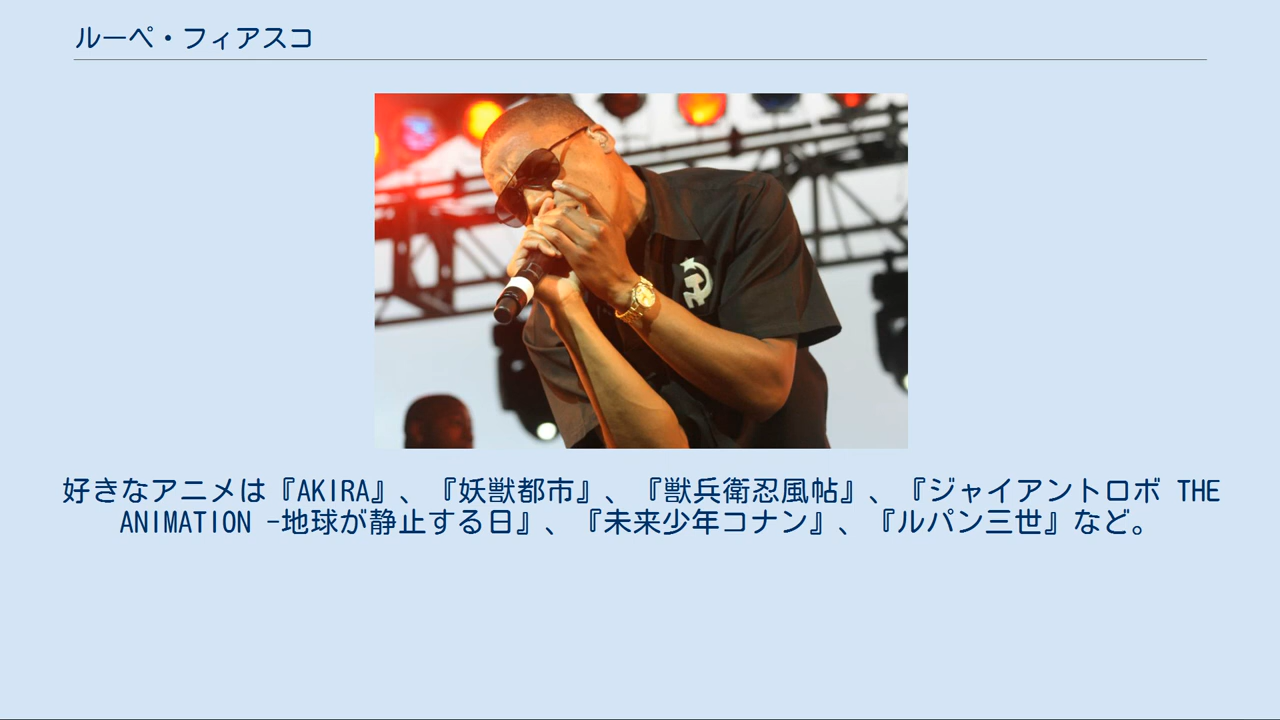 ルーペ・フィアスコ
好きなアニメは『AKIRA』、『妖獣都市』、『獣兵衛忍風帖』、『ジャイアントロボ THE
ANIMATION -地球が静止する日』、『未来少年コナン』、『ルパン三世』など。